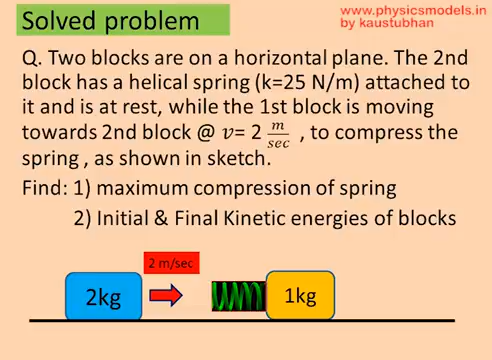 Solved problem
www.physicsmodels.in
by kaustubhan
Q. Two blocks are on a horizontal plane. The 2nd
block has a helical spring (k=25 N/m) attached to
it and is at rest, while the 1st block is moving
towards 2nd block @ v= 2 m/sec , to compress the
spring , as shown in sketch.
Find: 1) maximum compression of spring
2) Initial & Final Kinetic energies of blocks
2 m/sec
2kg
1kg